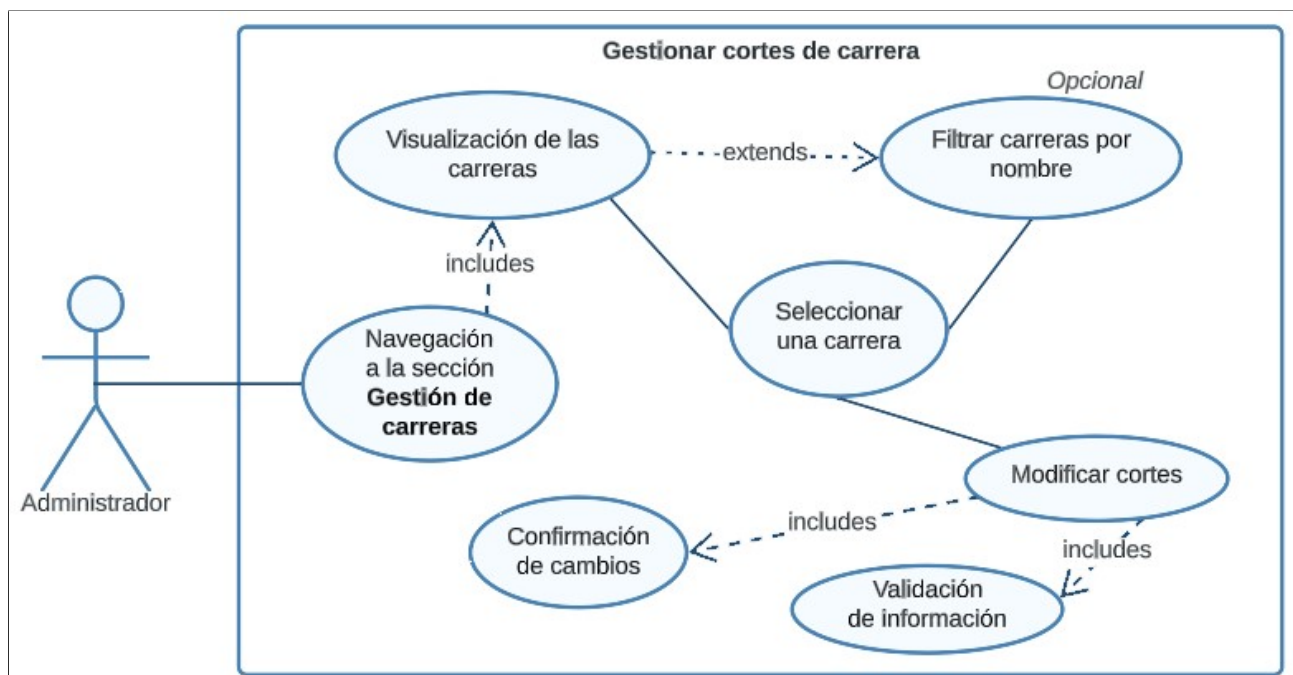 Gestionar cortes de carrera
Opcional
Visualización de las
carreras
extends
Filtrar carreras por
nombre
includes
Seleccionar
una carrera
Navegación
a la sección
Gestión de
carreras
Administrador
Modificar cortes
includes
Confirmación
de cambios
includes
Validación
de información